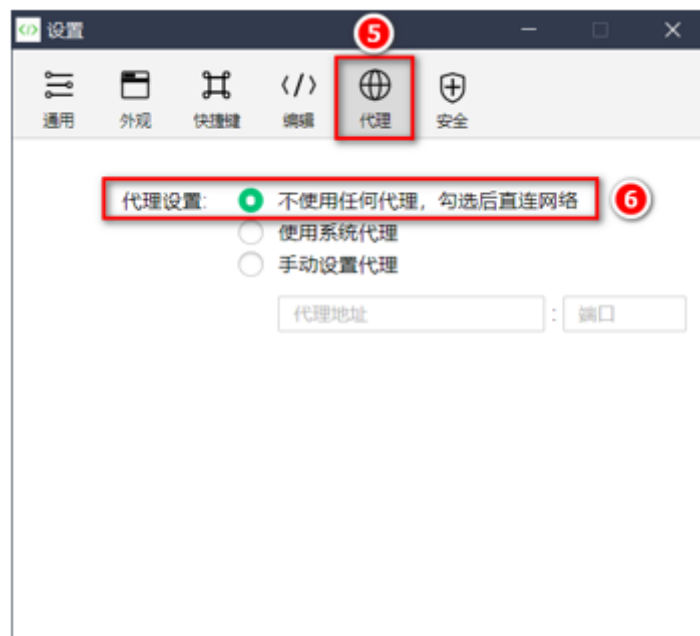 设置
5
通用 外观 快捷键 编辑 代理 安全
代理设置: 不使用任何代理，勾选后直连网络 6
使用系统代理
手动设置代理
代理地址 : 端口